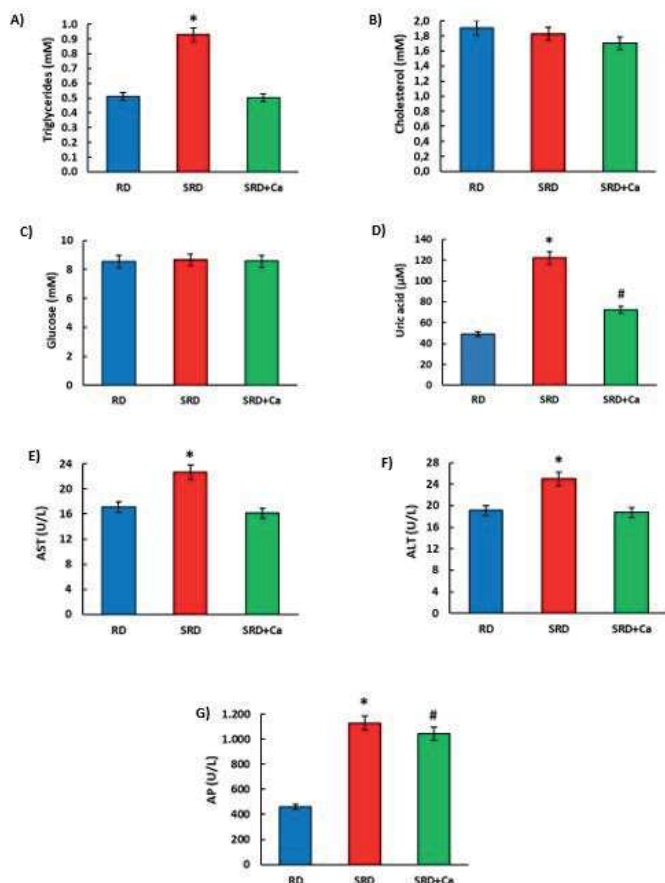 A)
Triglycerides (mM)
1.0
0.9
0.8
0.7
0.6
0.5
0.4
0.3
0.2
0.1
0.0
*
RD
SRD
SRD+Ca
B)
Cholesterol (mM)
2,0
1,8
1,6
1,4
1,2
1,0
0,8
0,6
0,4
0,2
0,0
RD
SRD
SRD+Ca
C)
Glucose (mM)
10
8
6
4
2
0
RD
SRD
SRD+Ca
D)
Uric acid (µM)
140
120
100
80
60
40
20
0
*
#
RD
SRD
SRD+Ca
E)
AST (U/L)
24
20
16
12
8
4
0
*
RD
SRD
SRD+Ca
F)
ALT (U/L)
28
24
20
16
12
8
4
0
*
RD
SRD
SRD+Ca
G)
AP (U/L)
1.200
1.000
800
600
400
200
0
*
#
RD
SRD
SRD+Ca